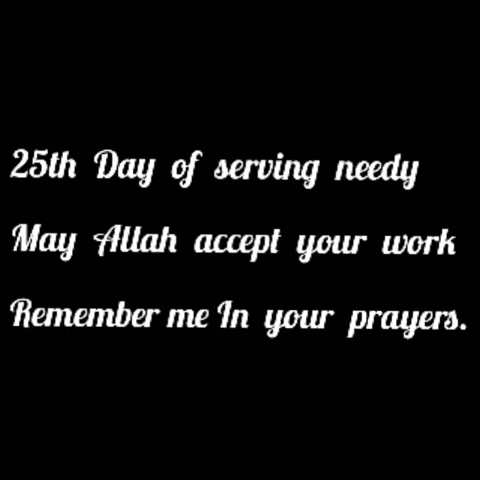 25th Day of serving needy
May Allah accept your work
Remember me In your prayers.